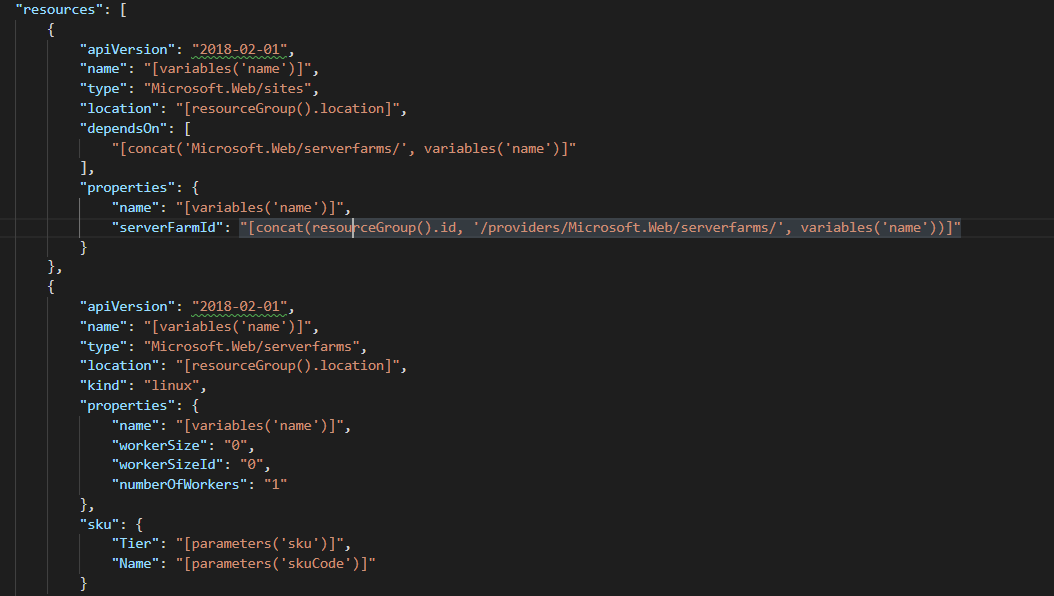 "resources": [
{
"apiVersion": "2018-02-01",
"name": "[variables('name')]",
"type": "Microsoft.Web/sites",
"location": "[resourceGroup().location]",
"dependsOn": [
"[concat('Microsoft.Web/serverfarms/', variables('name')]"
],
"properties": {
"name": "[variables('name')]",
"serverFarmId": "[concat(resourceGroup().id, '/providers/Microsoft.Web/serverfarms/', variables('name'))]"
}
},
{
"apiVersion": "2018-02-01",
"name": "[variables('name')]",
"type": "Microsoft.Web/serverfarms",
"location": "[resourceGroup().location]",
"kind": "linux",
"properties": {
"name": "[variables('name')]",
"workerSize": "0",
"workerSizeId": "0",
"numberOfWorkers": "1"
},
"sku": {
"Tier": "[parameters('sku')]",
"Name": "[parameters('skuCode')]"
}